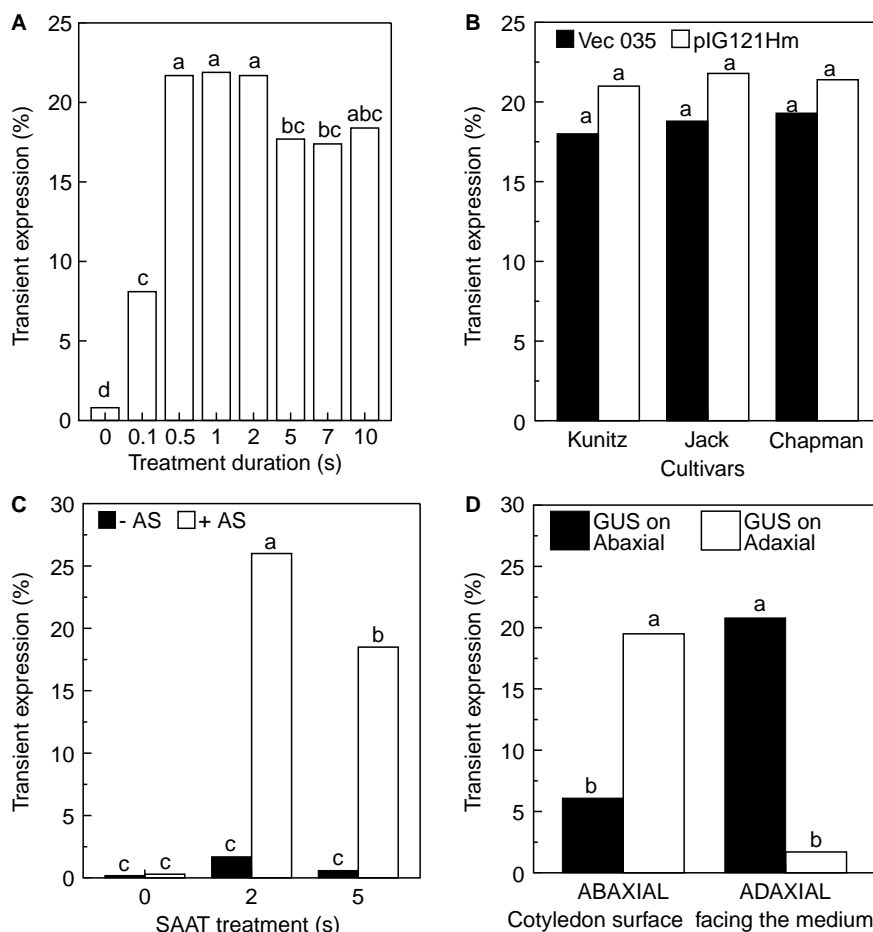 A
Transient expression (%)
25
20
15
10
5
0
d
c
a
a
a
bc
bc
abc
0 0.1 0.5 1 2 5 7 10
Treatment duration (s)
B
Transient expression (%)
25
20
15
10
5
0
Vec 035 pIG121Hm
a
a
a
a
a
a
Kunitz Jack Chapman
Cultivars
C
Transient expression (%)
30
25
20
15
10
5
0
- AS + AS
c
c
c
a
c
b
0 2 5
SAAT treatment (s)
D
Transient expression (%)
30
25
20
15
10
5
0
GUS on Abaxial
GUS on Adaxial
b
a
a
b
ABAXIAL ADAXIAL
Cotyledon surface facing the medium